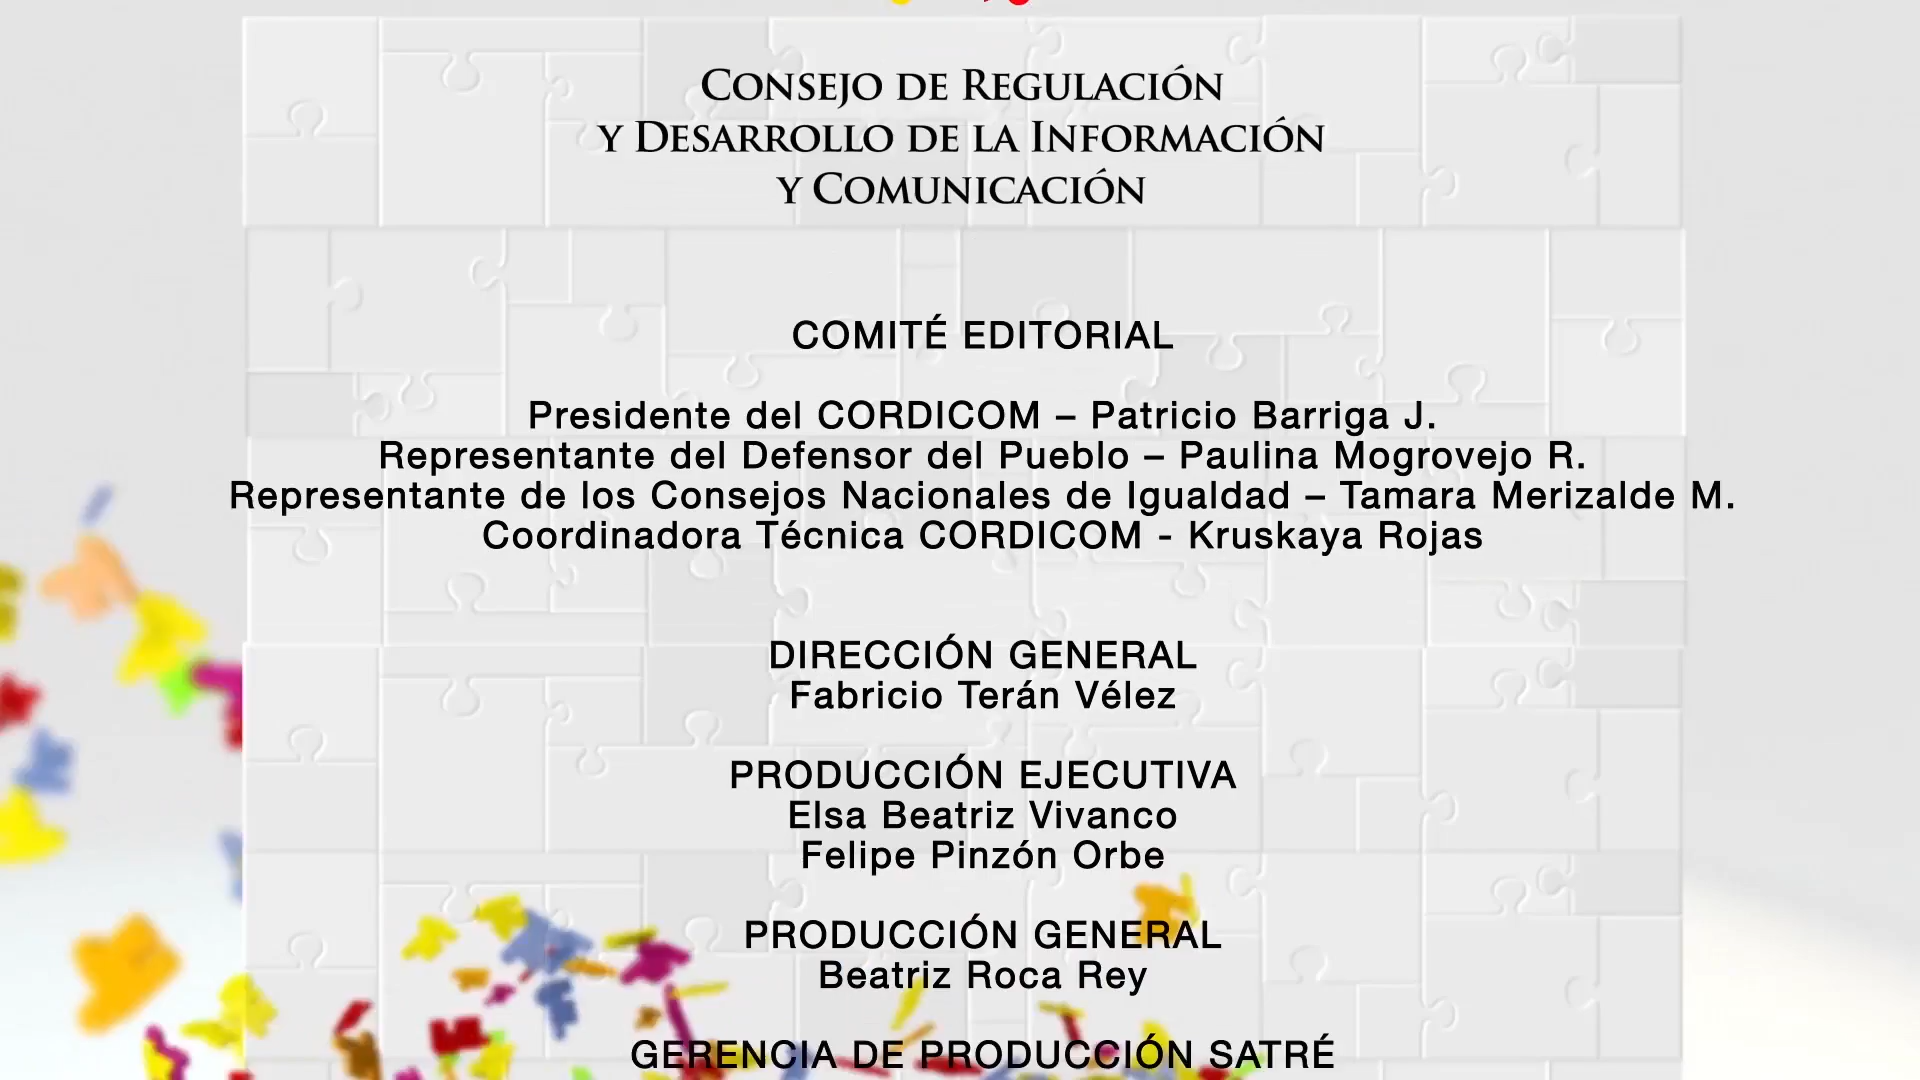 Consejo de Regulación
y Desarrollo de la Información
y Comunicación
COMITÉ EDITORIAL
Presidente del CORDICOM – Patricio Barriga J.
Representante del Defensor del Pueblo – Paulina Mogrovejo R.
Representante de los Consejos Nacionales de Igualdad – Tamara Merizalde M.
Coordinadora Técnica CORDICOM - Kruskaya Rojas
DIRECCIÓN GENERAL
Fabricio Terán Vélez
PRODUCCIÓN EJECUTIVA
Elsa Beatriz Vivanco
Felipe Pinzón Orbe
PRODUCCIÓN GENERAL
Beatriz Roca Rey
GERENCIA DE PRODUCCIÓN SATRÉ